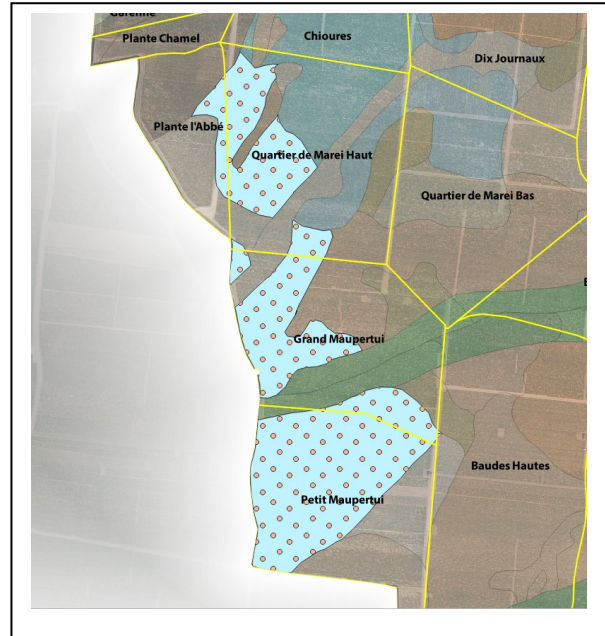 Garenne
Plante Chamel
Chioures
Dix Journaux
Plante l'Abbé
Quartier de Marei Haut
Quartier de Marei Bas
Grand Maupertui
Baudes Hautes
Petit Maupertui